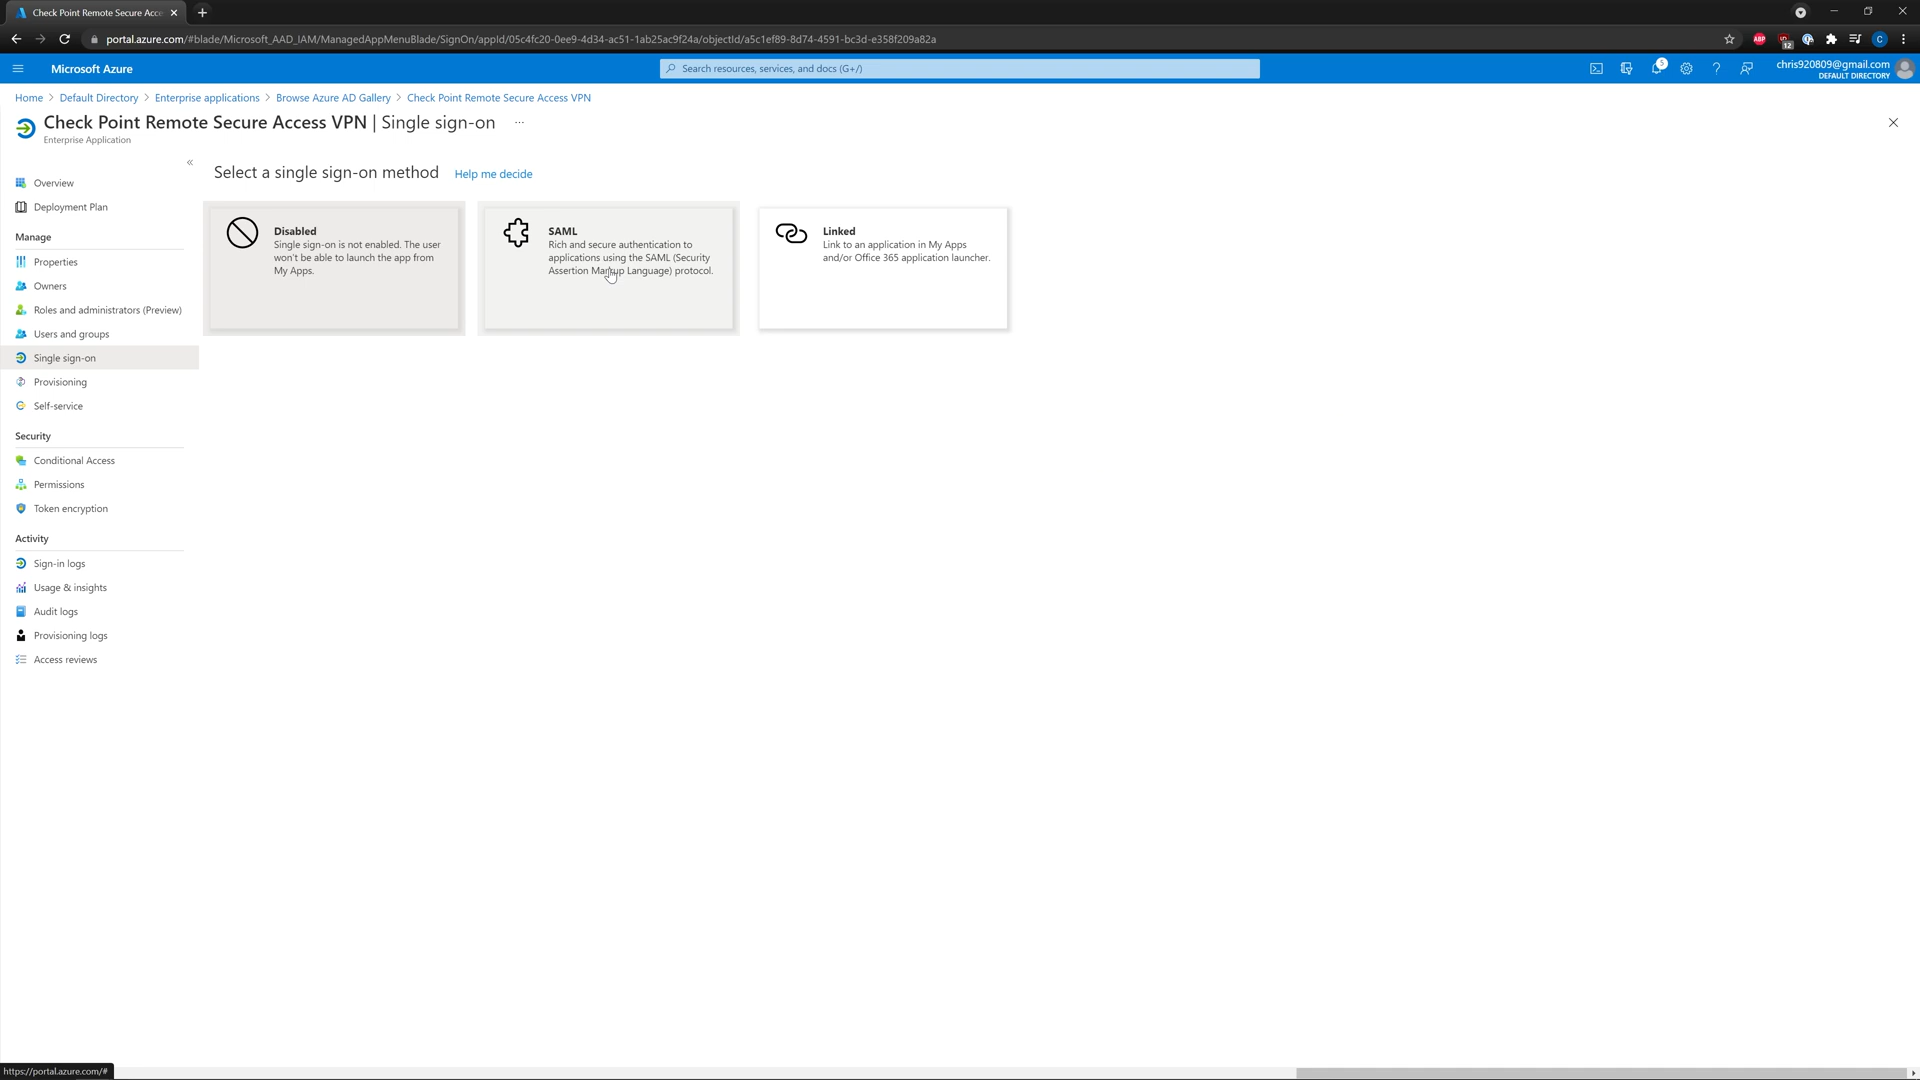 Check Point Remote Secure Acce
portal.azure.com/#blade/Microsoft_AAD_IAM/ManagedAppMenuBlade/SignOn/appId/05c4fc20-0ee9-4d34-ac51-1ab25ac9f24a/objectId/a5c1ef89-8d74-4591-bc3d-e358f209a82a
ABP
12
C
Microsoft Azure
Search resources, services, and docs (G+/)
5
chris920809@gmail.com
DEFAULT DIRECTORY
Home > Default Directory > Enterprise applications > Browse Azure AD Gallery > Check Point Remote Secure Access VPN
Check Point Remote Secure Access VPN | Single sign-on ...
Enterprise Application
Overview
Deployment Plan
Manage
Properties
Owners
Roles and administrators (Preview)
Users and groups
Single sign-on
Provisioning
Self-service
Security
Conditional Access
Permissions
Token encryption
Activity
Sign-in logs
Usage & insights
Audit logs
Provisioning logs
Access reviews
Select a single sign-on method Help me decide
Disabled
Single sign-on is not enabled. The user
won't be able to launch the app from
My Apps.
SAML
Rich and secure authentication to
applications using the SAML (Security
Assertion Markup Language) protocol.
Linked
Link to an application in My Apps
and/or Office 365 application launcher.
https://portal.azure.com/#